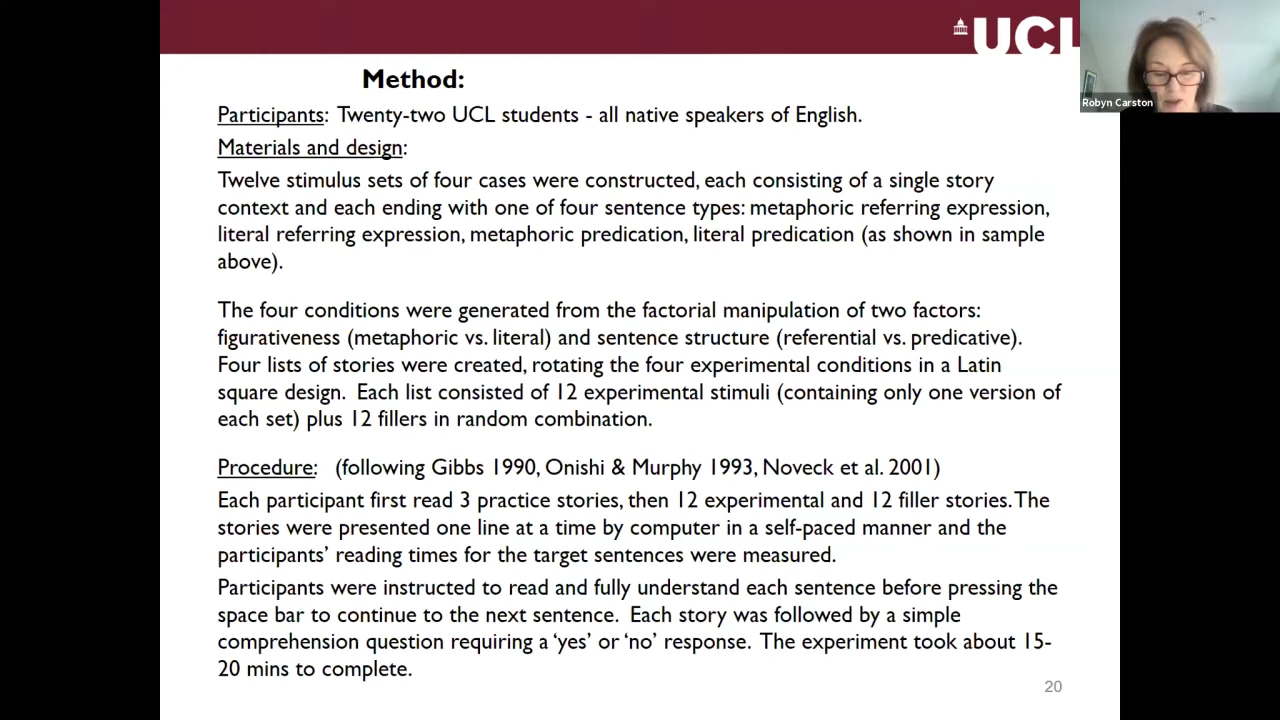 UCL
Robyn Carston
Method:
Participants: Twenty-two UCL students - all native speakers of English.
Materials and design:
Twelve stimulus sets of four cases were constructed, each consisting of a single story
context and each ending with one of four sentence types: metaphoric referring expression,
literal referring expression, metaphoric predication, literal predication (as shown in sample
above).
The four conditions were generated from the factorial manipulation of two factors:
figurativeness (metaphoric vs. literal) and sentence structure (referential vs. predicative).
Four lists of stories were created, rotating the four experimental conditions in a Latin
square design. Each list consisted of 12 experimental stimuli (containing only one version of
each set) plus 12 fillers in random combination.
Procedure: (following Gibbs 1990, Onishi & Murphy 1993, Noveck et al. 2001)
Each participant first read 3 practice stories, then 12 experimental and 12 filler stories. The
stories were presented one line at a time by computer in a self-paced manner and the
participants' reading times for the target sentences were measured.
Participants were instructed to read and fully understand each sentence before pressing the
space bar to continue to the next sentence. Each story was followed by a simple
comprehension question requiring a 'yes' or 'no' response. The experiment took about 15-
20 mins to complete.
20